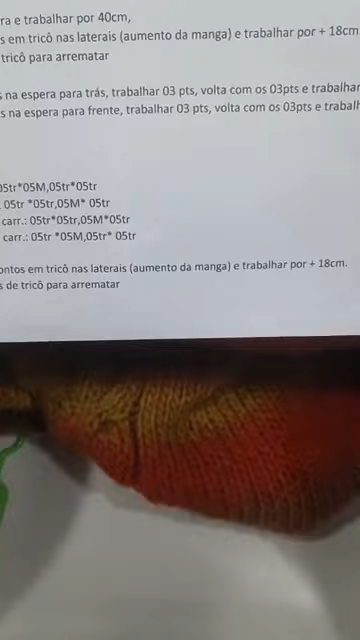 ra e trabalhar por 40cm,
s em tricô nas laterais (aumento da manga) e trabalhar por + 18cm
tricô para arrematar
s na espera para trás, trabalhar 03 pts, volta com os 03pts e trabalhar
s na espera para frente, trabalhar 03 pts, volta com os 03pts e trabalh
05tr*05M,05tr*05tr
05tr *05tr,05M* 05tr
carr.: 05tr*05tr,05M*05tr
carr.: 05tr *05M,05tr* 05tr
ontos em tricô nas laterais (aumento da manga) e trabalhar por + 18cm.
s de tricô para arrematar